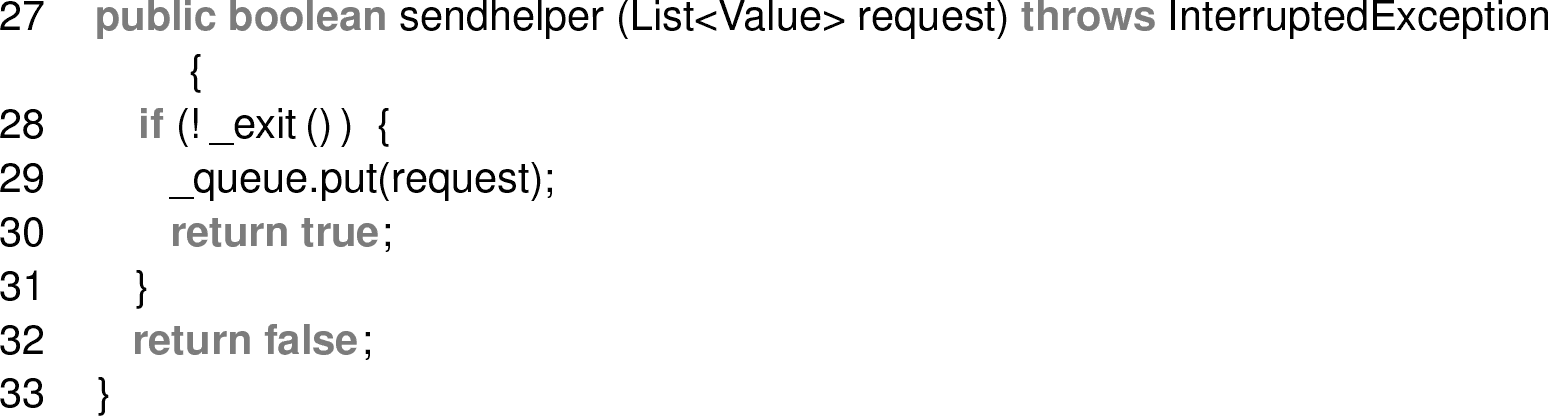 27 public boolean sendhelper (List<Value> request) throws InterruptedException
{
28 if (! _exit () ) {
29 _queue.put(request);
30 return true;
31 }
32 return false;
33 }